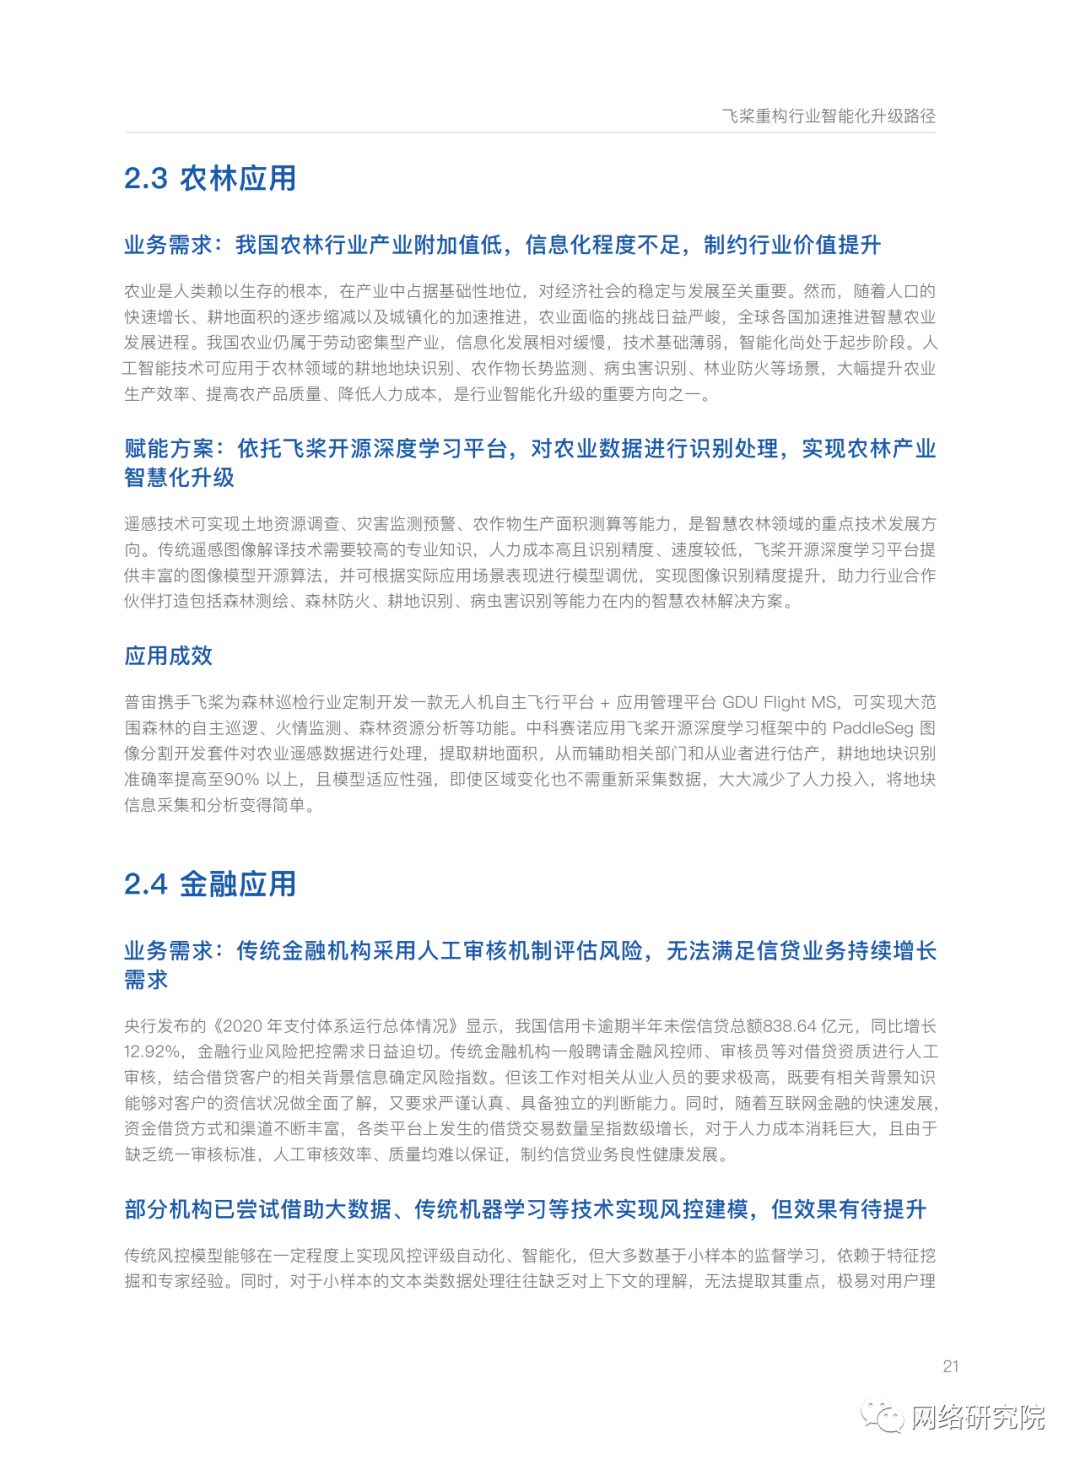 飞桨重构行业智能化升级路径
2.3 农林应用
业务需求：我国农林行业产业附加值低，信息化程度不足，制约行业价值提升
农业是人类赖以生存的根本，在产业中占据基础性地位，对经济社会的稳定与发展至关重要。然而，随着人口的
快速增长、耕地面积的逐步缩减以及城镇化的加速推进，农业面临的挑战日益严峻，全球各国加速推进智慧农业
发展进程。我国农业仍属于劳动密集型产业，信息化发展相对缓慢，技术基础薄弱，智能化尚处于起步阶段。人
工智能技术可应用于农林领域的耕地地块识别、农作物长势监测、病虫害识别、林业防火等场景，大幅提升农业
生产效率、提高农产品质量、降低人力成本，是行业智能化升级的重要方向之一。
赋能方案：依托飞桨开源深度学习平台，对农业数据进行识别处理，实现农林产业
智慧化升级
遥感技术可实现土地资源调查、灾害监测预警、农作物生产面积测算等能力，是智慧农林领域的重点技术发展方
向。传统遥感图像解译技术需要较高的专业知识，人力成本高且识别精度、速度较低，飞桨开源深度学习平台提
供丰富的图像模型开源算法，并可根据实际应用场景表现进行模型调优，实现图像识别精度提升，助力行业合作
伙伴打造包括森林测绘、森林防火、耕地识别、病虫害识别等能力在内的智慧农林解决方案。
应用成效
普宙携手飞桨为森林巡检行业定制开发一款无人机自主飞行平台 + 应用管理平台 GDU Flight MS，可实现大范
围森林的自主巡逻、火情监测、森林资源分析等功能。中科赛诺应用飞桨开源深度学习框架中的 PaddleSeg 图
像分割开发套件对农业遥感数据进行处理，提取耕地面积，从而辅助相关部门和从业者进行估产，耕地地块识别
准确率提高至90% 以上，且模型适应性强，即使区域变化也不需重新采集数据，大大减少了人力投入，将地块
信息采集和分析变得简单。
2.4 金融应用
业务需求：传统金融机构采用人工审核机制评估风险，无法满足信贷业务持续增长
需求
央行发布的《2020 年支付体系运行总体情况》显示，我国信用卡逾期半年未偿信贷总额838.64 亿元，同比增长
12.92%，金融行业风险把控需求日益迫切。传统金融机构一般聘请金融风控师、审核员等对借贷资质进行人工
审核，结合借贷客户的相关背景信息确定风险指数。但该工作对相关从业人员的要求极高，既要有相关背景知识
能够对客户的资信状况做全面了解，又要求严谨认真、具备独立的判断能力。同时，随着互联网金融的快速发展，
资金借贷方式和渠道不断丰富，各类平台上发生的借贷交易数量呈指数级增长，对于人力成本消耗巨大，且由于
缺乏统一审核标准，人工审核效率、质量均难以保证，制约信贷业务良性健康发展。
部分机构已尝试借助大数据、传统机器学习等技术实现风控建模，但效果有待提升
传统风控模型能够在一定程度上实现风控评级自动化、智能化，但大多数基于小样本的监督学习，依赖于特征挖
掘和专家经验。同时，对于小样本的文本类数据处理往往缺乏对上下文的理解，无法提取其重点，极易对用户理
21
网络研究院